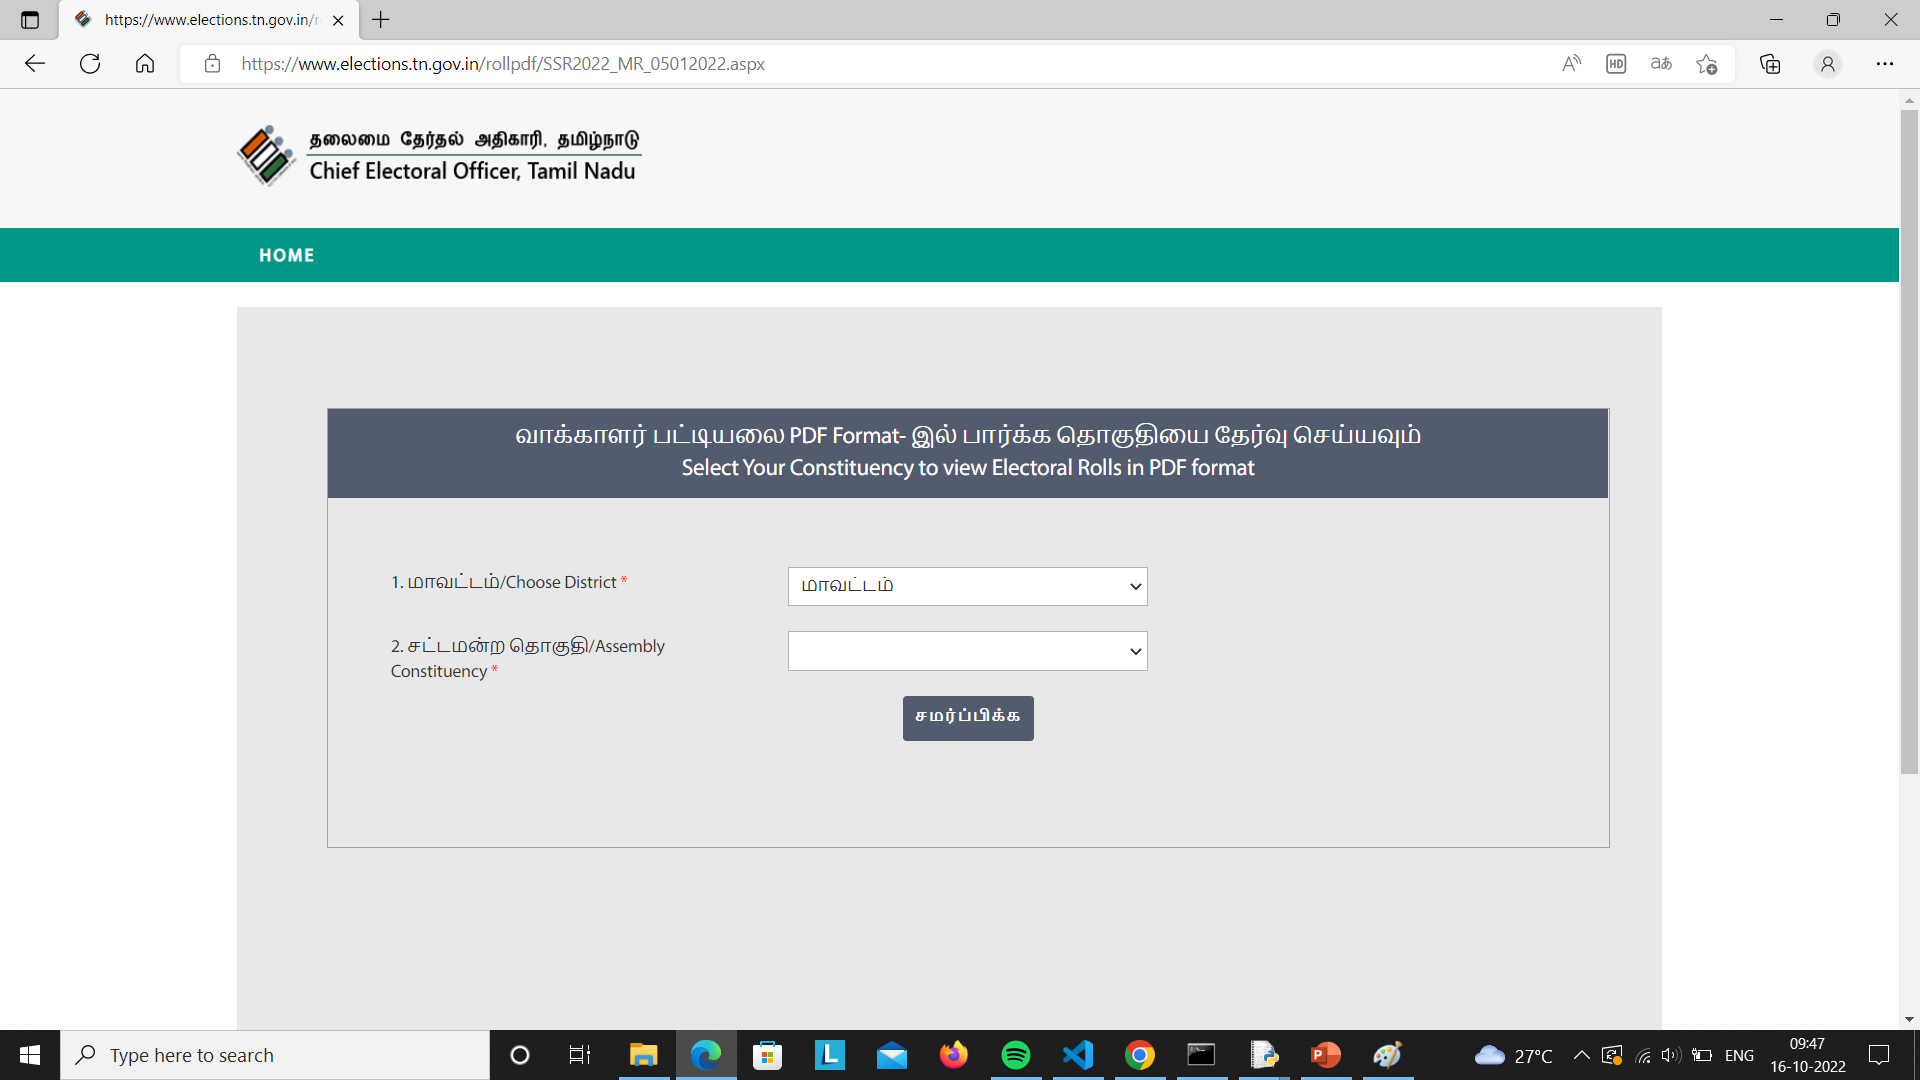 https://www.elections.tn.gov.in/r
https://www.elections.tn.gov.in/rollpdf/SSR2022_MR_05012022.aspx
தலைமை தேர்தல் அதிகாரி, தமிழ்நாடு
Chief Electoral Officer, Tamil Nadu
HOME
வாக்காளர் பட்டியலை PDF Format- இல் பார்க்க தொகுதியை தேர்வு செய்யவும்
Select Your Constituency to view Electoral Rolls in PDF format
1. மாவட்டம்/Choose District *
மாவட்டம்
2. சட்டமன்ற தொகுதி/Assembly
Constituency *
சமர்ப்பிக்க
Type here to search
27°C
ENG
09:47
16-10-2022